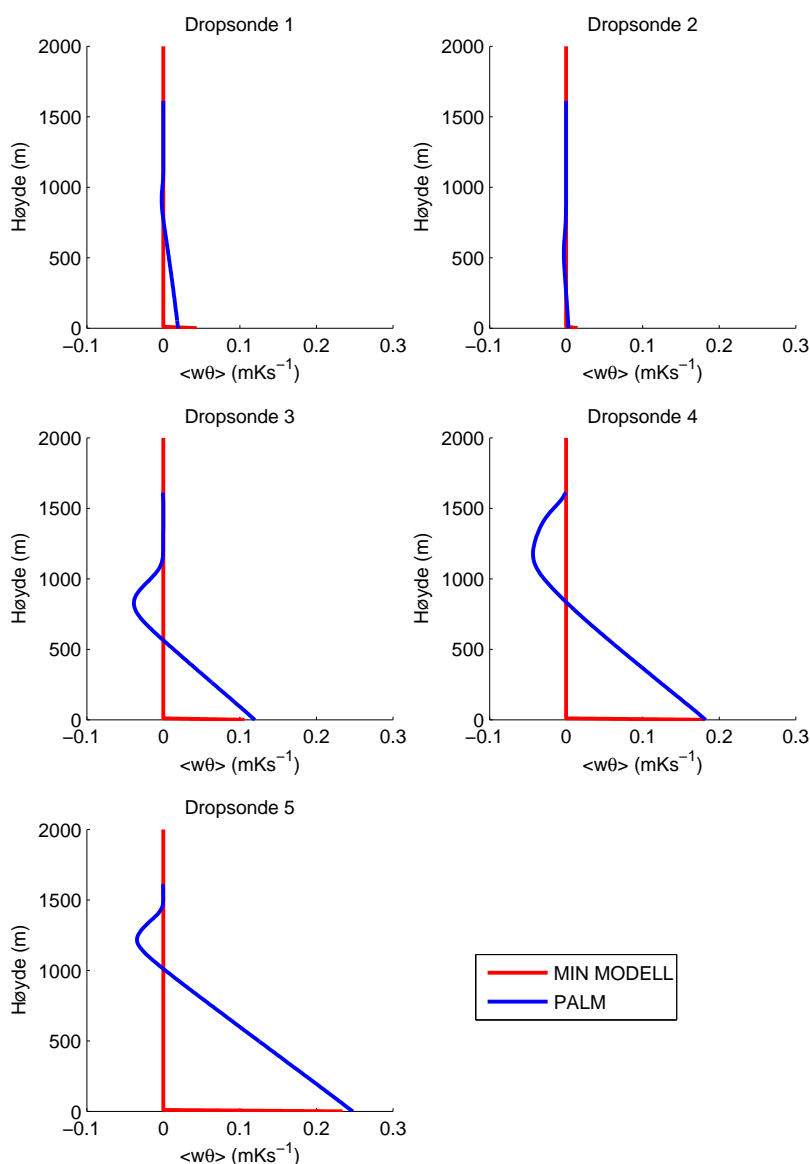 Dropsonde 1
2000
1500
1000
500
0
Høyde (m)
−0.1 0 0.1 0.2 0.3
<wθ> (mKs⁻¹)
Dropsonde 2
2000
1500
1000
500
0
Høyde (m)
−0.1 0 0.1 0.2 0.3
<wθ> (mKs⁻¹)
Dropsonde 3
2000
1500
1000
500
0
Høyde (m)
−0.1 0 0.1 0.2 0.3
<wθ> (mKs⁻¹)
Dropsonde 4
2000
1500
1000
500
0
Høyde (m)
−0.1 0 0.1 0.2 0.3
<wθ> (mKs⁻¹)
Dropsonde 5
2000
1500
1000
500
0
Høyde (m)
−0.1 0 0.1 0.2 0.3
<wθ> (mKs⁻¹)
MIN MODELL
PALM